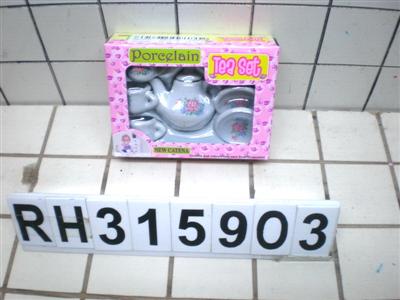 Porcelain
Tea Set
NEW CATENA
RH315903